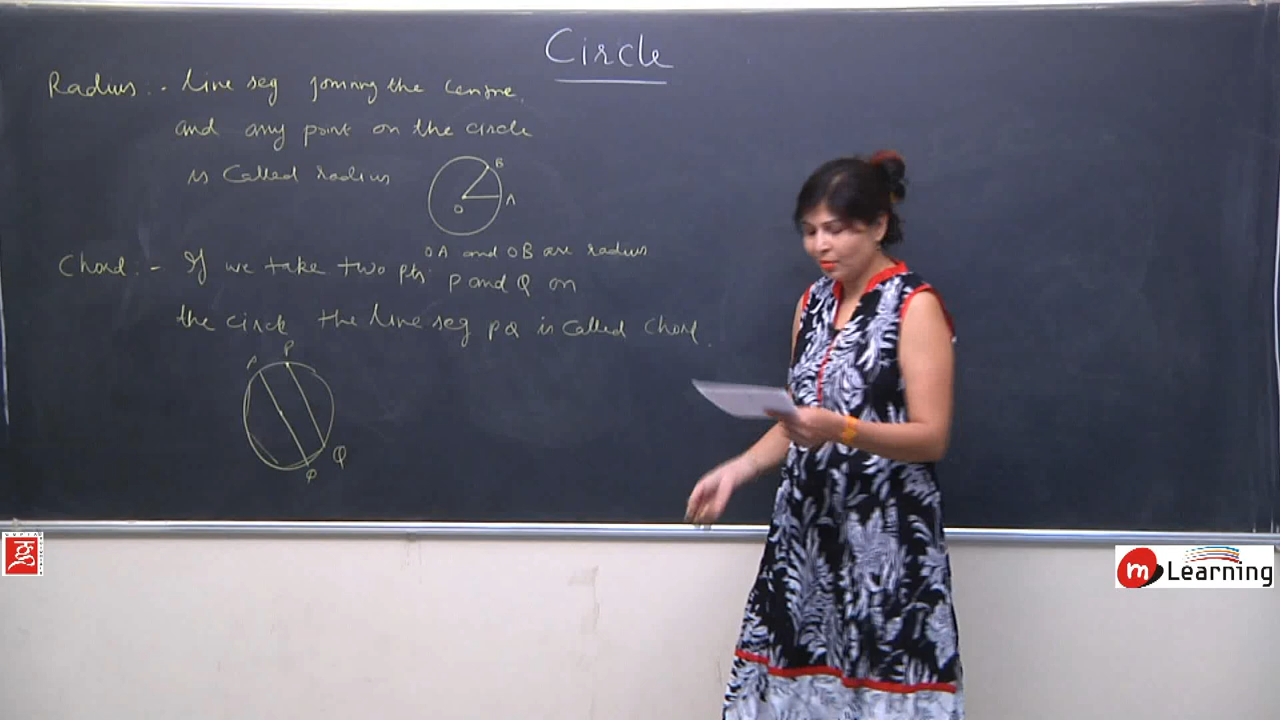 Circle
Radius :- Line seg joining the centre
and any point on the circle
is called radius
B
A
O
OA and OB are radius
Chord :- If we take two pts P and Q on
the circle the line seg PQ is called chord.
P
Q
m Learning